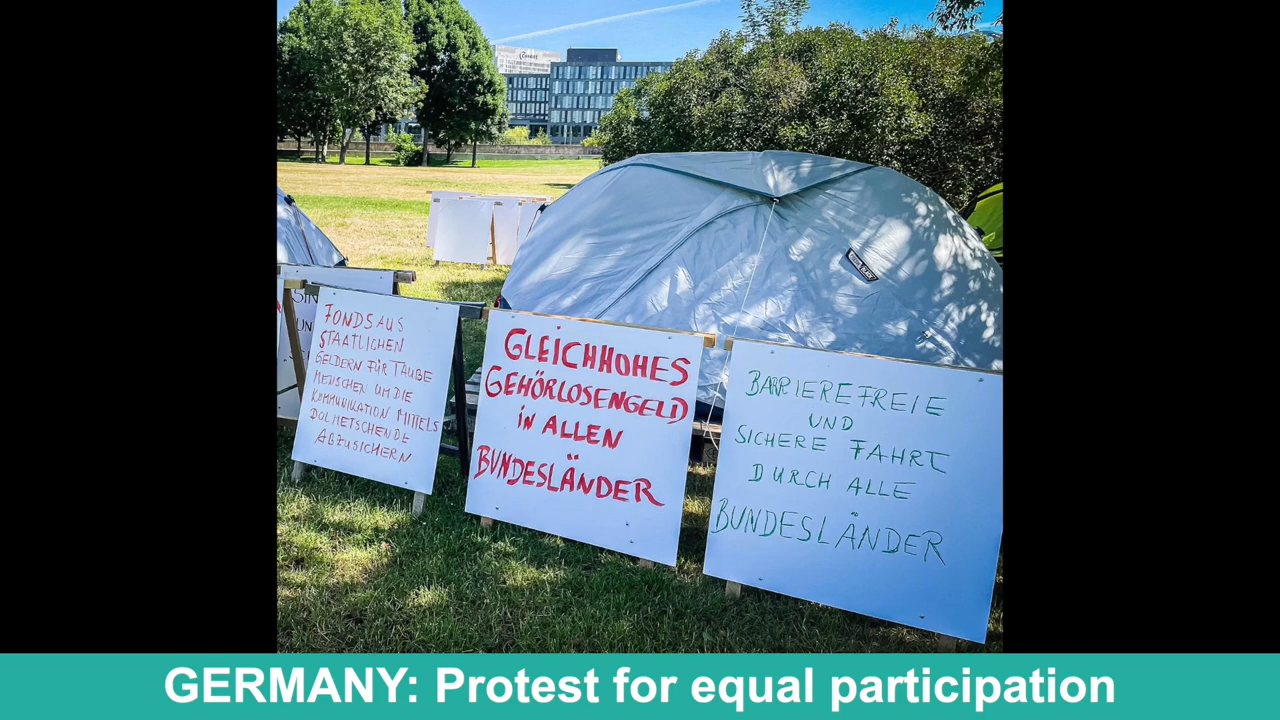 FONDS AUS
STAATLICHEN
GELDERN FÜR TAUBE
MENSCHEN UM DIE
KOMMUNIKATION MITTELS
DOLMETSCHENDE
ABZUSICHERN
GLEICHHOHES
GEHÖRLOSENGELD
IN ALLEN
BUNDESLÄNDER
BARRIEREFREIE
UND
SICHERE FAHRT
DURCH ALLE
BUNDESLÄNDER
GERMANY: Protest for equal participation